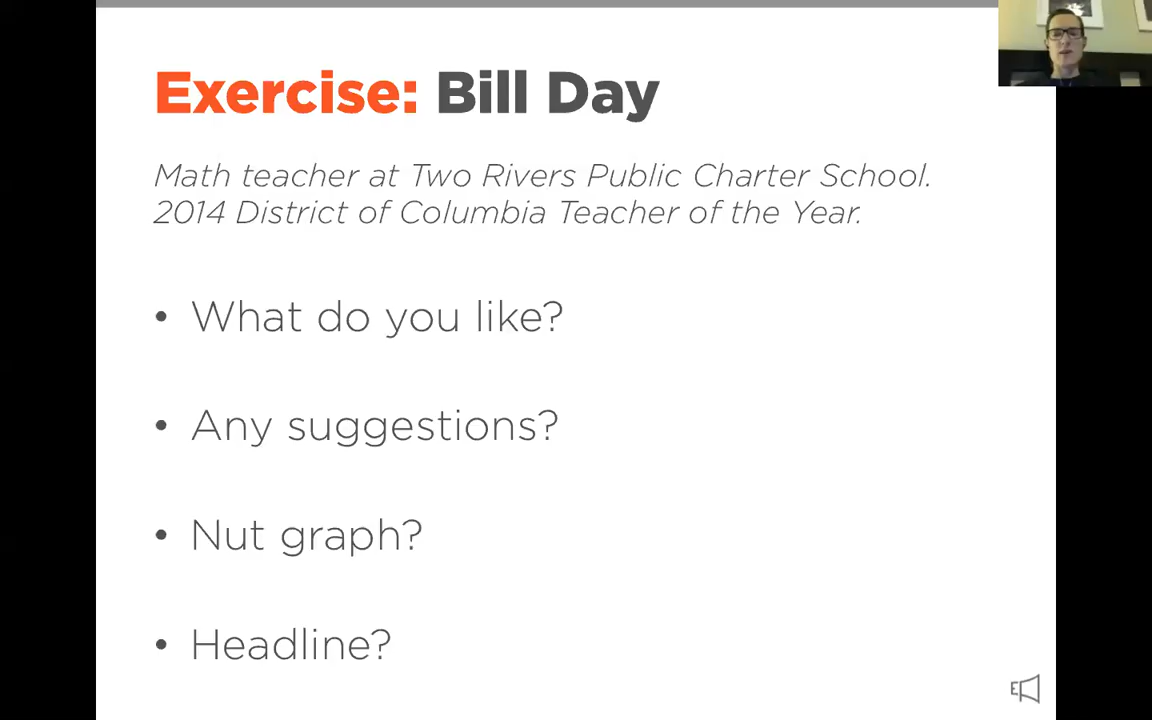 Exercise: Bill Day
Math teacher at Two Rivers Public Charter School.
2014 District of Columbia Teacher of the Year.
• What do you like?
• Any suggestions?
• Nut graph?
• Headline?